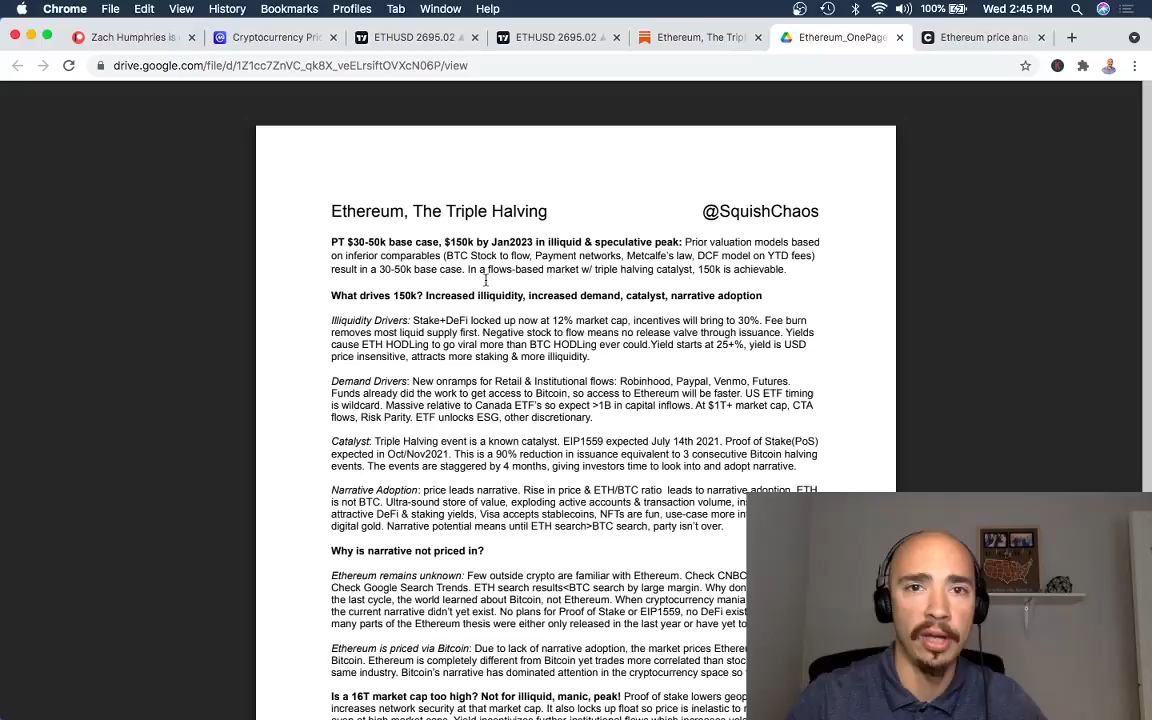 Chrome File Edit View History Bookmarks Profiles Tab Window Help 100% Wed 2:45 PM
Zach Humphries is Cryptocurrency Pric ETHUSD 2695.02 ETHUSD 2695.02 Ethereum, The Tripl Ethereum_OnePage Ethereum price ana
drive.google.com/file/d/1Z1cc7ZnVC_qk8X_veELrsiftOVXcN06P/view
Ethereum, The Triple Halving @SquishChaos
PT $30-50k base case, $150k by Jan2023 in illiquid & speculative peak: Prior valuation models based
on inferior comparables (BTC Stock to flow, Payment networks, Metcalfe's law, DCF model on YTD fees)
result in a 30-50k base case. In a flows-based market w/ triple halving catalyst, 150k is achievable.
What drives 150k? Increased illiquidity, increased demand, catalyst, narrative adoption
Illiquidity Drivers: Stake+DeFi locked up now at 12% market cap, incentives will bring to 30%. Fee burn
removes most liquid supply first. Negative stock to flow means no release valve through issuance. Yields
cause ETH HODLing to go viral more than BTC HODLing ever could.Yield starts at 25+%, yield is USD
price insensitive, attracts more staking & more illiquidity.
Demand Drivers: New onramps for Retail & Institutional flows: Robinhood, Paypal, Venmo, Futures.
Funds already did the work to get access to Bitcoin, so access to Ethereum will be faster. US ETF timing
is wildcard. Massive relative to Canada ETF's so expect >1B in capital inflows. At $1T+ market cap, CTA
flows, Risk Parity. ETF unlocks ESG, other discretionary.
Catalyst: Triple Halving event is a known catalyst. EIP1559 expected July 14th 2021. Proof of Stake(PoS)
expected in Oct/Nov2021. This is a 90% reduction in issuance equivalent to 3 consecutive Bitcoin halving
events. The events are staggered by 4 months, giving investors time to look into and adopt narrative.
Narrative Adoption: price leads narrative. Rise in price & ETH/BTC ratio leads to narrative adoption. ETH
is not BTC. Ultra-sound store of value, exploding active accounts & transaction volume, ins
attractive DeFi & staking yields, Visa accepts stablecoins, NFTs are fun, use-case more in
digital gold. Narrative potential means until ETH search>BTC search, party isn't over.
Why is narrative not priced in?
Ethereum remains unknown: Few outside crypto are familiar with Ethereum. Check CNBC
Check Google Search Trends. ETH search results<BTC search by large margin. Why don
the last cycle, the world learned about Bitcoin, not Ethereum. When cryptocurrency mania
the current narrative didn't yet exist. No plans for Proof of Stake or EIP1559, no DeFi exist
many parts of the Ethereum thesis were either only released in the last year or have yet to
Ethereum is priced via Bitcoin: Due to lack of narrative adoption, the market prices Ethere
Bitcoin. Ethereum is completely different from Bitcoin yet trades more correlated than stoc
same industry. Bitcoin's narrative has dominated attention in the cryptocurrency space so
Is a 16T market cap too high? Not for illiquid, manic, peak! Proof of stake lowers geop
increases network security at that market cap. It also locks up float so price is inelastic to